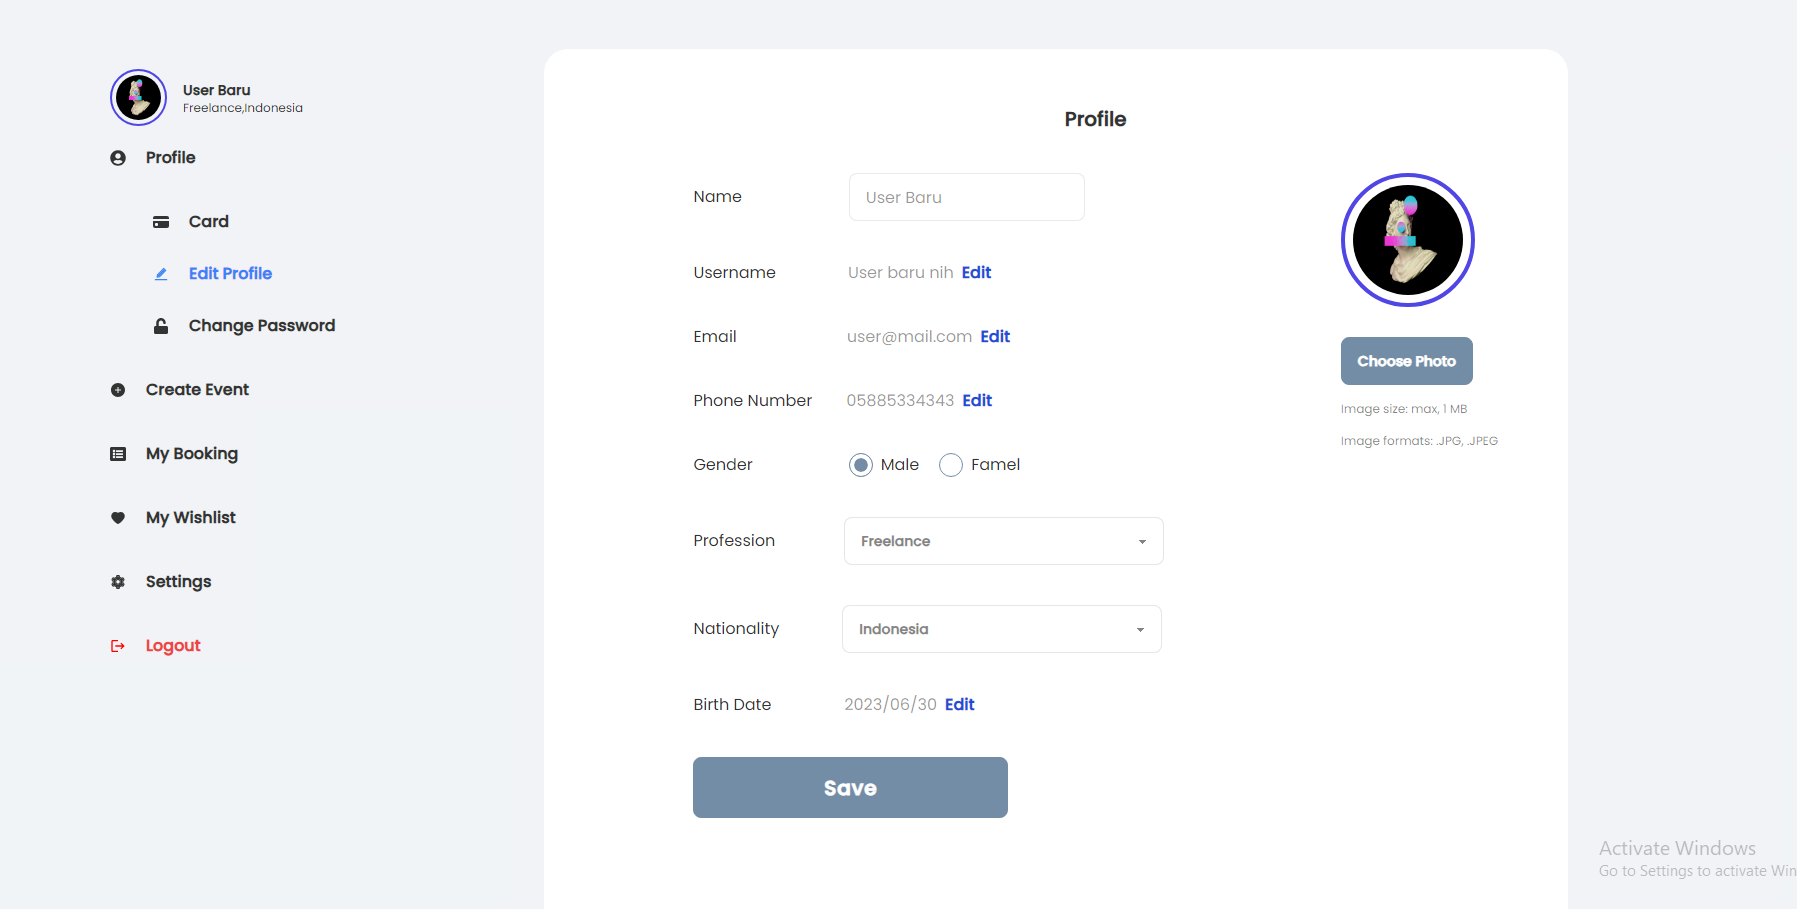 User Baru
Freelance,Indonesia
Profile
Card
Edit Profile
Change Password
Create Event
My Booking
My Wishlist
Settings
Logout
Profile
Name User Baru
Username User baru nih Edit
Email user@mail.com Edit
Phone Number 05885334343 Edit
Gender Male Famel
Profession Freelance
Nationality Indonesia
Birth Date 2023/06/30 Edit
Save
Choose Photo
Image size: max, 1 MB
Image formats: .JPG, .JPEG
Activate Windows
Go to Settings to activate Win